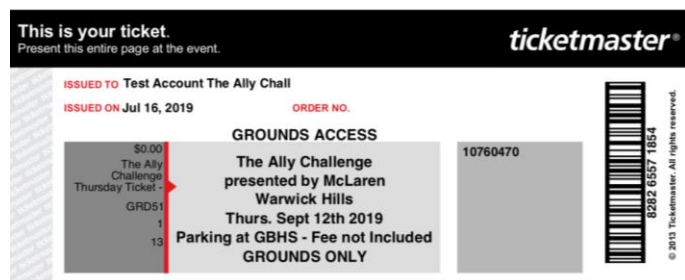 This is your ticket.
Present this entire page at the event.
ticketmaster®
ISSUED TO Test Account The Ally Chall
ISSUED ON Jul 16, 2019
ORDER NO.
GROUNDS ACCESS
$0.00
The Ally
Challenge
Thursday Ticket -
GRD51
1
13
The Ally Challenge
presented by McLaren
Warwick Hills
Thurs. Sept 12th 2019
Parking at GBHS - Fee not Included
GROUNDS ONLY
10760470
8282 6557 1854
© 2013 Ticketmaster. All rights reserved.